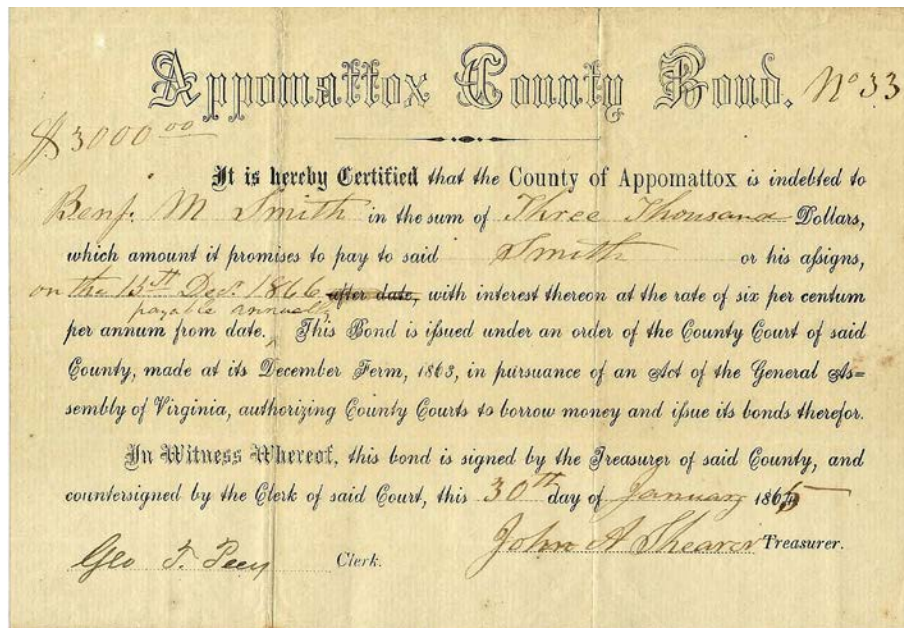 Appomattox County Bond. No 33
$3000 00
It is hereby Certified that the County of Appomattox is indebted to
Benj. M Smith in the sum of Three Thousand Dollars,
which amount it promises to pay to said Smith or his assigns,
on the 13th Decr. 1866 after date, with interest thereon at the rate of six per centum
payable annually
per annum from date. This Bond is issued under an order of the County Court of said
County, made at its December Term, 1863, in pursuance of an Act of the General As=
sembly of Virginia, authorizing County Courts to borrow money and issue its bonds therefor.
In Witness Whereof, this bond is signed by the Treasurer of said County, and
countersigned by the Clerk of said Court, this 30th day of January 1865
John A Shearer Treasurer.
Geo T. Peers Clerk.